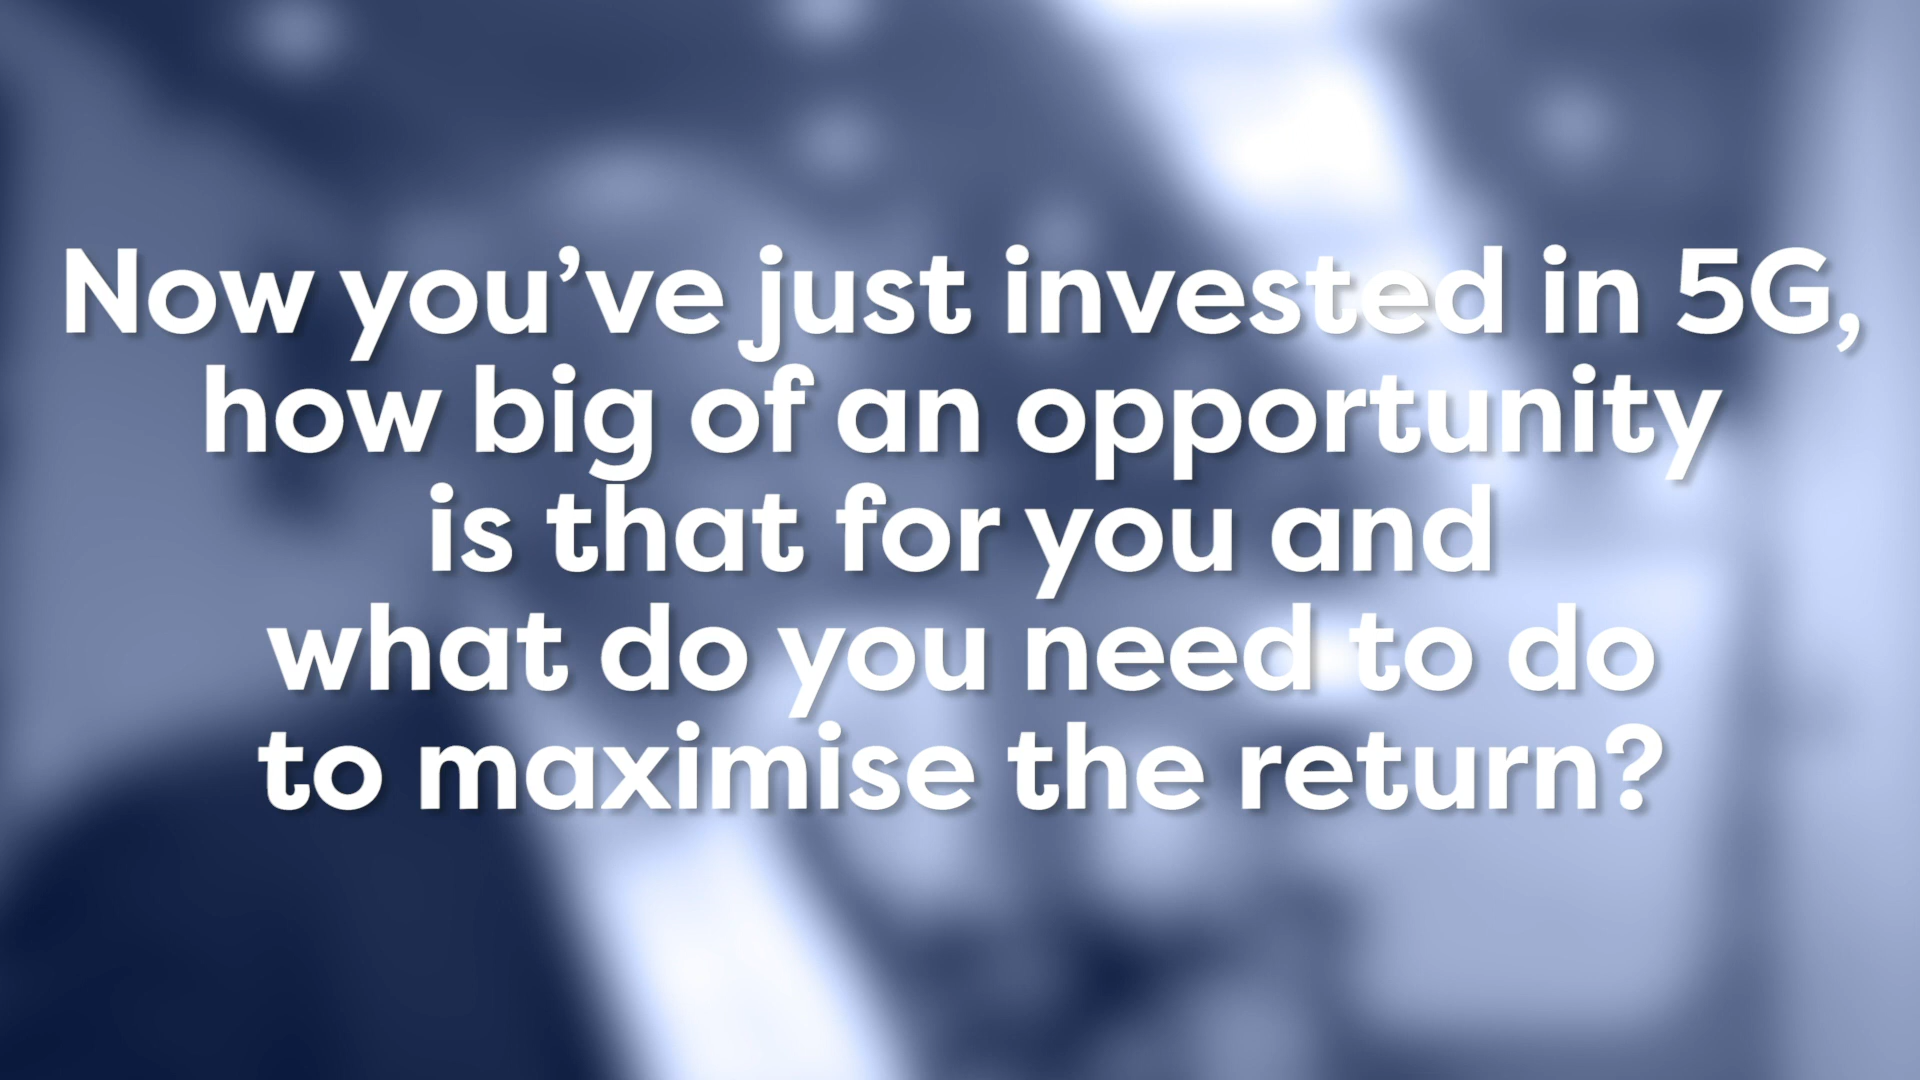 Now you’ve just invested in 5G,
how big of an opportunity
is that for you and
what do you need to do
to maximise the return?